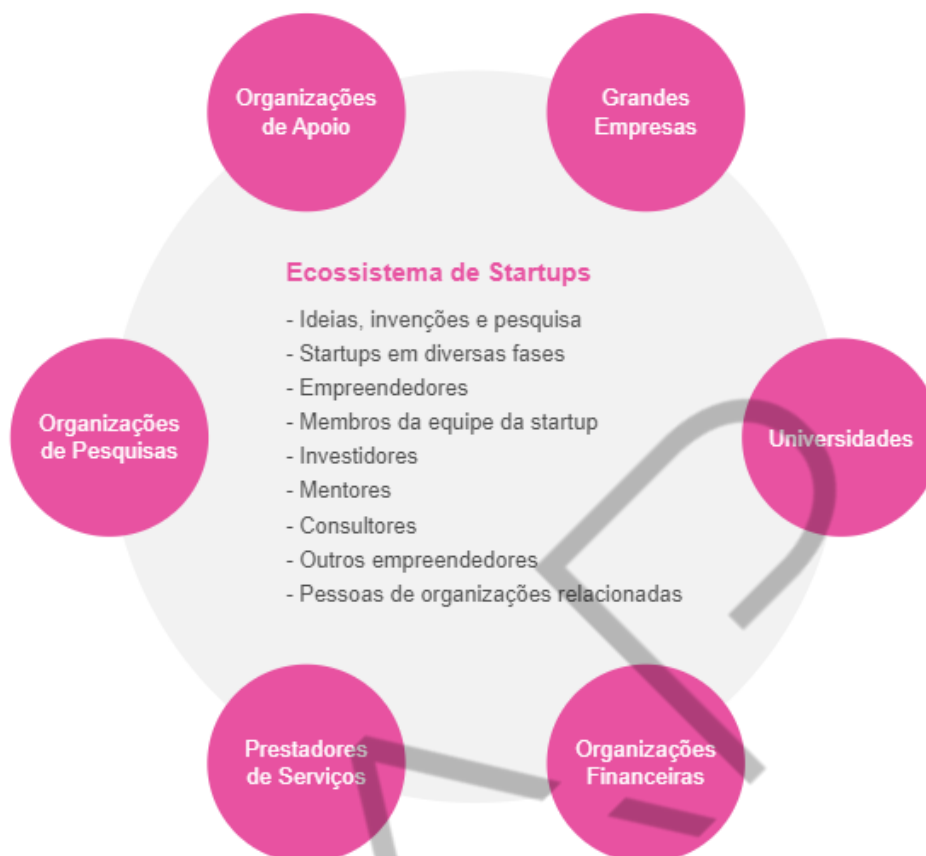 Organizações
de Apoio
Grandes
Empresas
Ecossistema de Startups
- Ideias, invenções e pesquisa
- Startups em diversas fases
- Empreendedores
- Membros da equipe da startup
- Investidores
- Mentores
- Consultores
- Outros empreendedores
- Pessoas de organizações relacionadas
Organizações
de Pesquisas
Universidades
Prestadores
de Serviços
Organizações
Financeiras